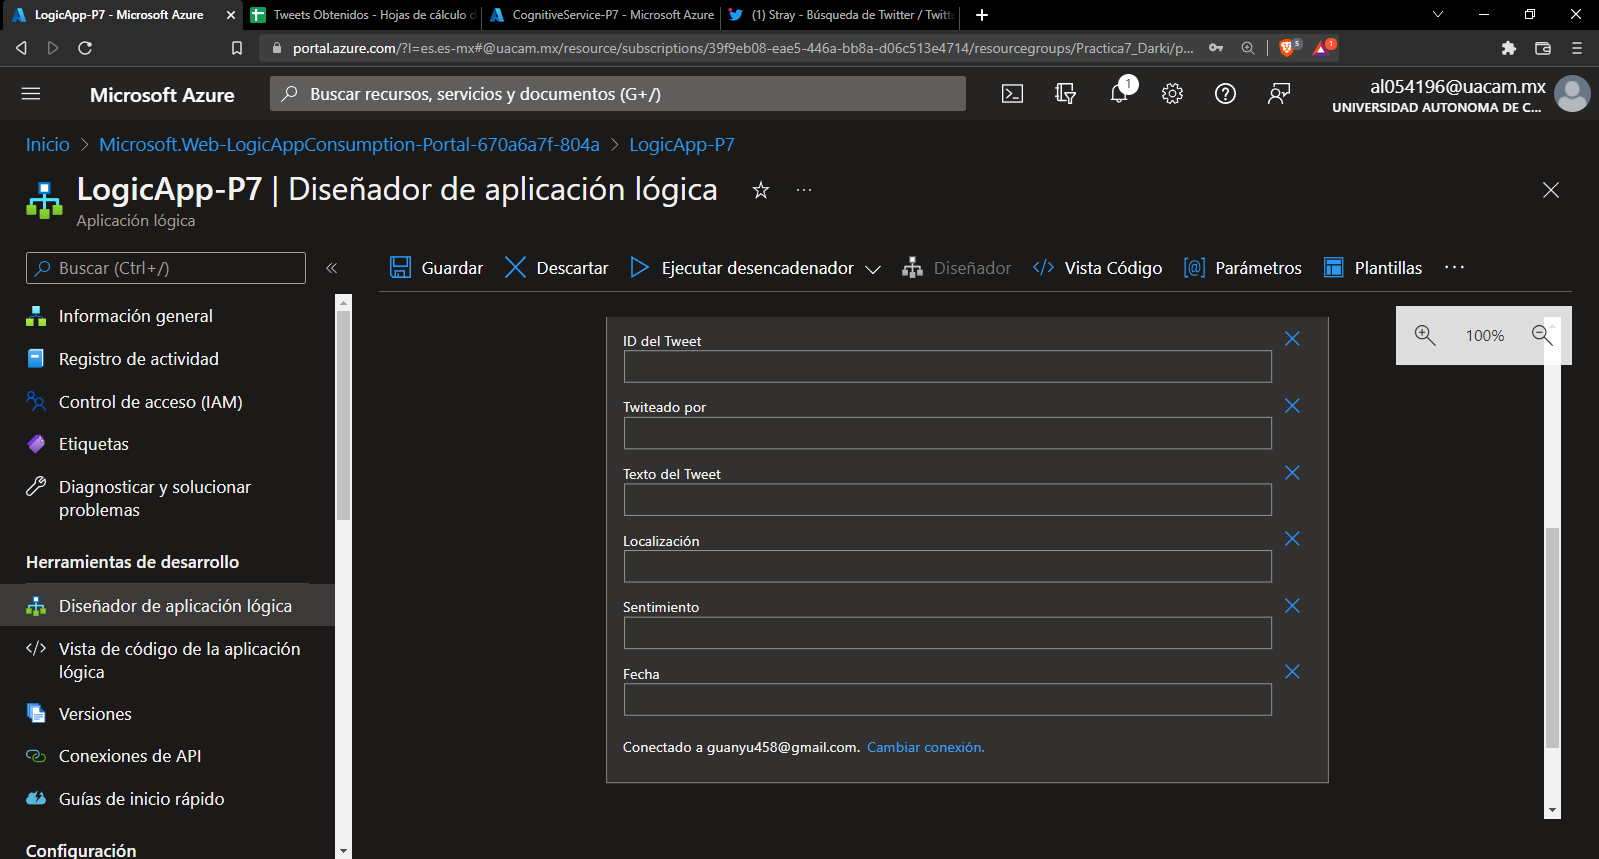 LogicApp-P7 - Microsoft Azure
Tweets Obtenidos - Hojas de cálculo d
CognitiveService-P7 - Microsoft Azure
(1) Stray - Búsqueda de Twitter / Twitte
portal.azure.com/?l=es.es-mx#@uacam.mx/resource/subscriptions/39f9eb08-eae5-446a-bb8a-d06c513e4714/resourcegroups/Practica7_Darki/p...
5
1
Microsoft Azure
Buscar recursos, servicios y documentos (G+/)
1
al054196@uacam.mx
UNIVERSIDAD AUTONOMA DE C...
Inicio > Microsoft.Web-LogicAppConsumption-Portal-670a6a7f-804a > LogicApp-P7
LogicApp-P7 | Diseñador de aplicación lógica
Aplicación lógica
Buscar (Ctrl+/)
Guardar
Descartar
Ejecutar desencadenador
Diseñador
Vista Código
Parámetros
Plantillas
Información general
Registro de actividad
Control de acceso (IAM)
Etiquetas
Diagnosticar y solucionar
problemas
Herramientas de desarrollo
Diseñador de aplicación lógica
Vista de código de la aplicación
lógica
Versiones
Conexiones de API
Guías de inicio rápido
Configuración
100%
ID del Tweet
Twiteado por
Texto del Tweet
Localización
Sentimiento
Fecha
Conectado a guanyu458@gmail.com. Cambiar conexión.